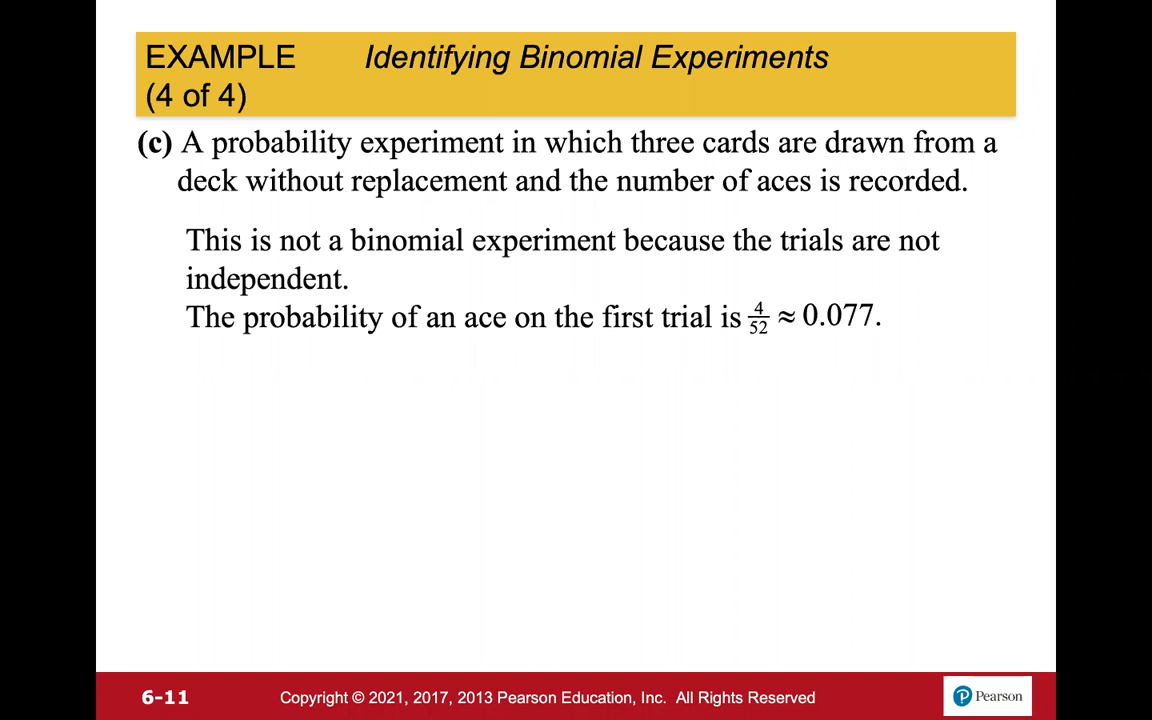 EXAMPLE Identifying Binomial Experiments
(4 of 4)
(c) A probability experiment in which three cards are drawn from a
deck without replacement and the number of aces is recorded.
This is not a binomial experiment because the trials are not
independent.
The probability of an ace on the first trial is 4/52 ≈ 0.077.
6-11 Copyright © 2021, 2017, 2013 Pearson Education, Inc. All Rights Reserved Pearson